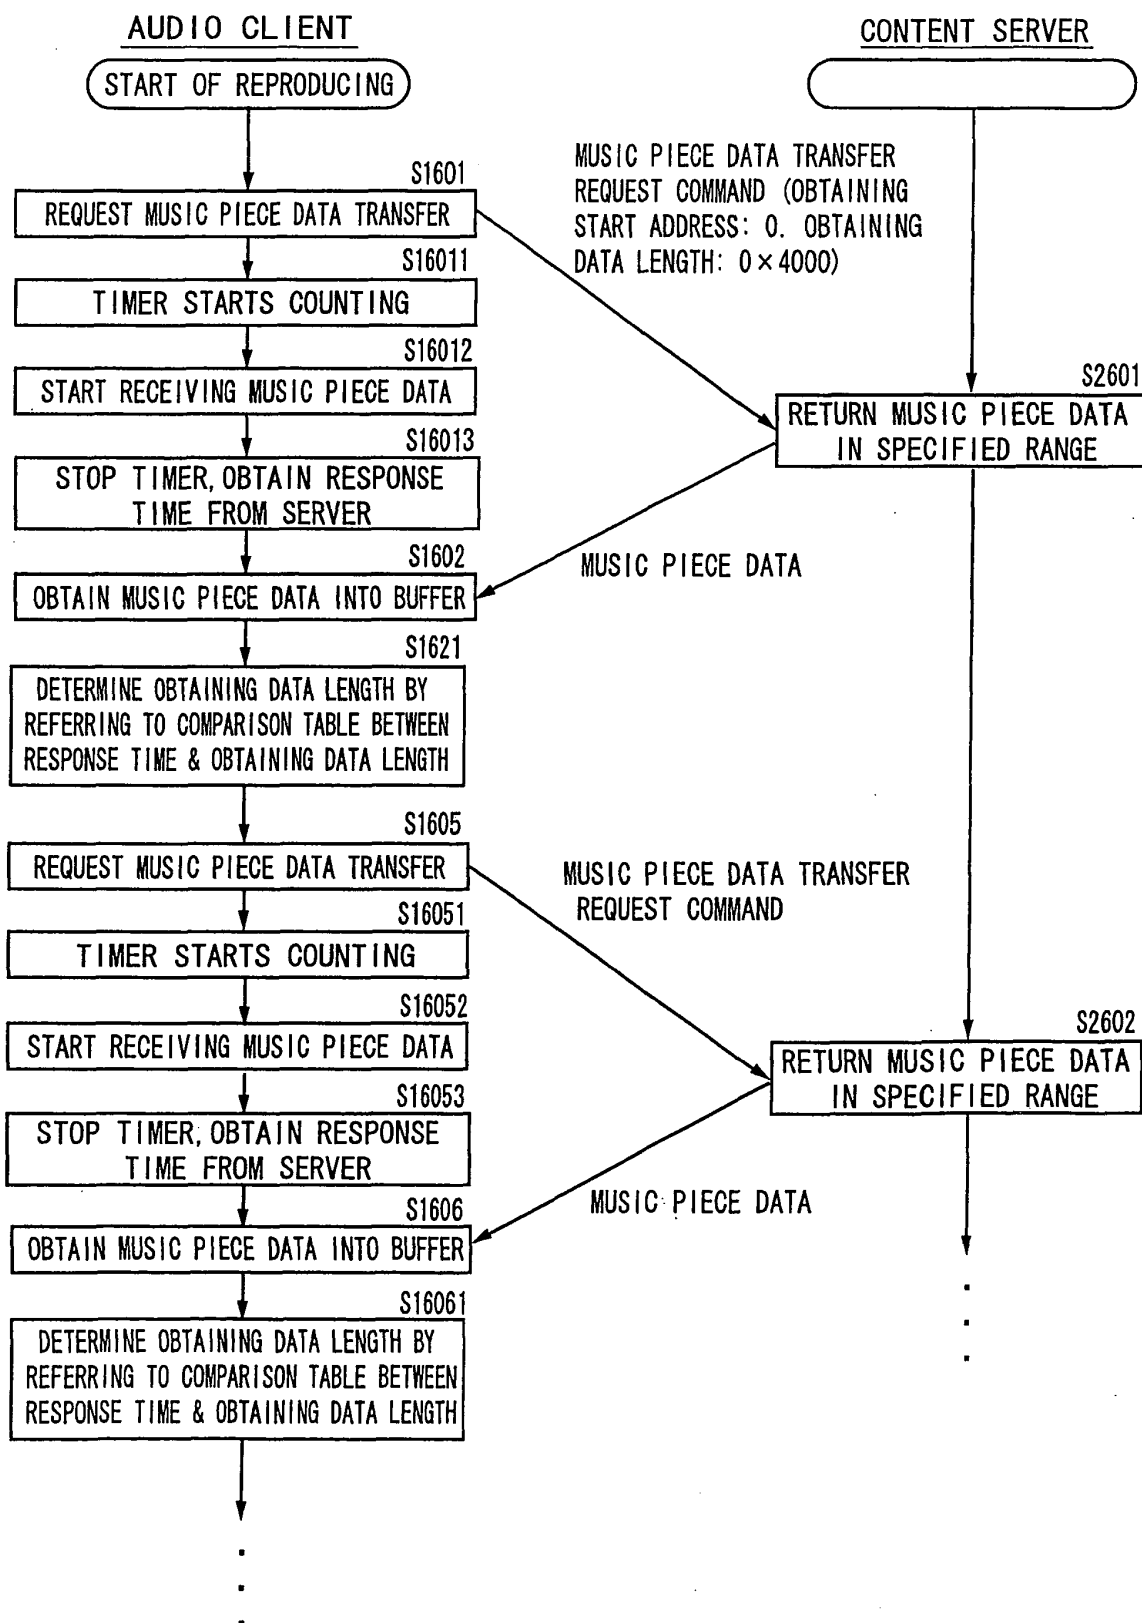 AUDIO CLIENT
CONTENT SERVER
START OF REPRODUCING
S1601
REQUEST MUSIC PIECE DATA TRANSFER
MUSIC PIECE DATA TRANSFER
REQUEST COMMAND (OBTAINING
START ADDRESS: 0. OBTAINING
DATA LENGTH: 0×4000)
S16011
TIMER STARTS COUNTING
S16012
START RECEIVING MUSIC PIECE DATA
S2601
RETURN MUSIC PIECE DATA
IN SPECIFIED RANGE
S16013
STOP TIMER, OBTAIN RESPONSE
TIME FROM SERVER
MUSIC PIECE DATA
S1602
OBTAIN MUSIC PIECE DATA INTO BUFFER
S1621
DETERMINE OBTAINING DATA LENGTH BY
REFERRING TO COMPARISON TABLE BETWEEN
RESPONSE TIME & OBTAINING DATA LENGTH
S1605
REQUEST MUSIC PIECE DATA TRANSFER
MUSIC PIECE DATA TRANSFER
REQUEST COMMAND
S16051
TIMER STARTS COUNTING
S16052
START RECEIVING MUSIC PIECE DATA
S2602
RETURN MUSIC PIECE DATA
IN SPECIFIED RANGE
S16053
STOP TIMER, OBTAIN RESPONSE
TIME FROM SERVER
MUSIC PIECE DATA
S1606
OBTAIN MUSIC PIECE DATA INTO BUFFER
S16061
DETERMINE OBTAINING DATA LENGTH BY
REFERRING TO COMPARISON TABLE BETWEEN
RESPONSE TIME & OBTAINING DATA LENGTH